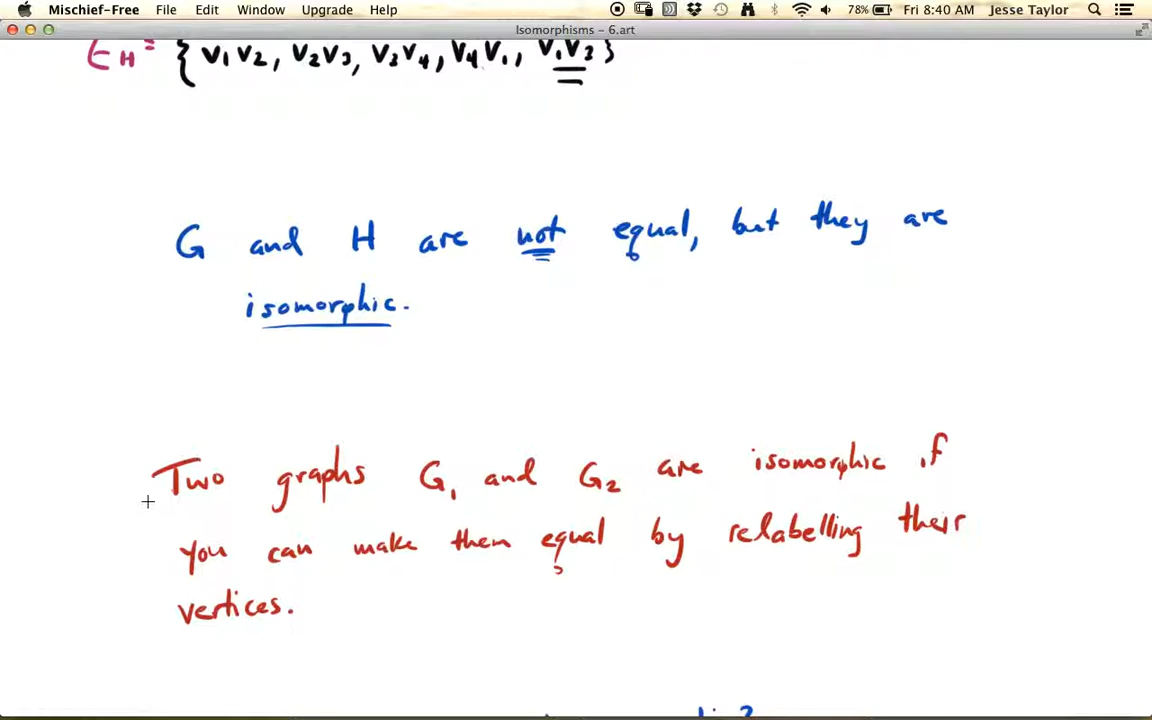 Mischief-Free File Edit Window Upgrade Help 78% Fri 8:40 AM Jesse Taylor
Isomorphisms - 6.art
E_H = { v₁v₂, v₂v₃, v₃v₄, v₄v₁, v₁v₃ }
G and H are not equal, but they are
isomorphic.
Two graphs G₁ and G₂ are isomorphic if
you can make them equal by relabelling their
vertices.